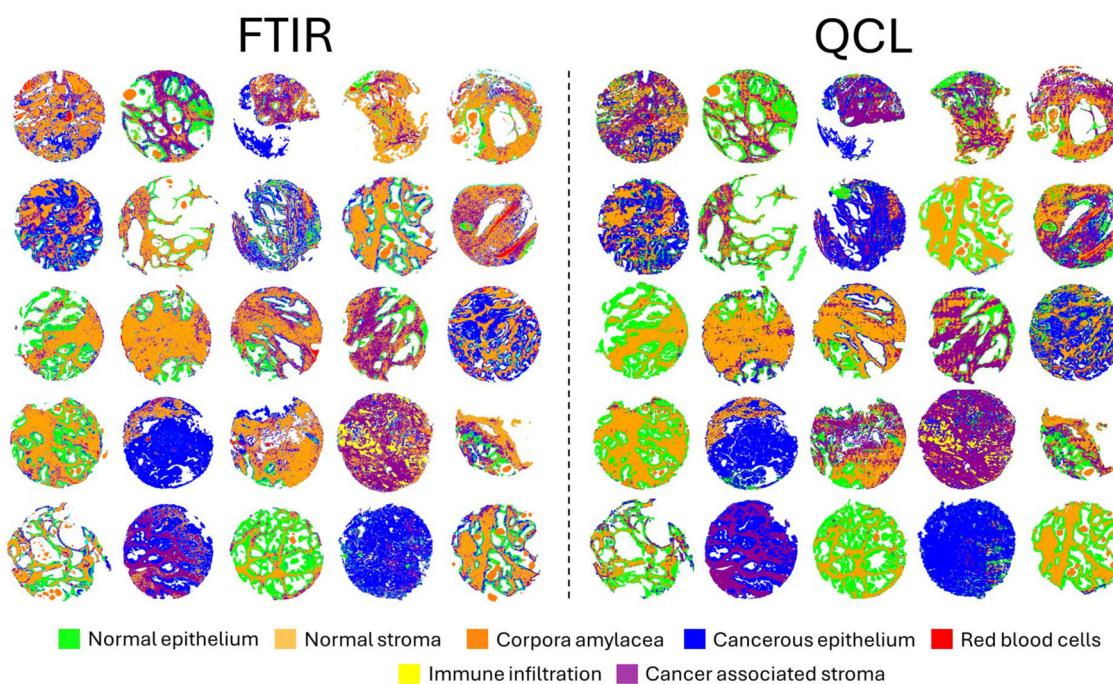 FTIR QCL
Normal epithelium Normal stroma Corpora amylacea Cancerous epithelium Red blood cells
Immune infiltration Cancer associated stroma